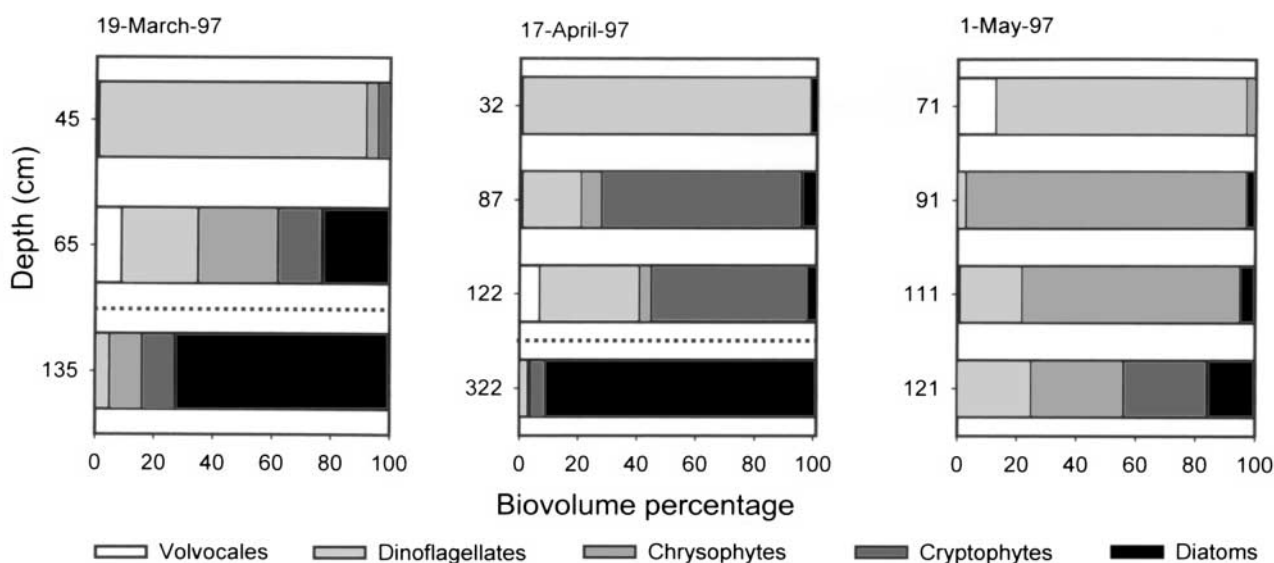 19-March-97
17-April-97
1-May-97
Depth (cm)
45
65
135
0 20 40 60 80 100
32
87
122
322
0 20 40 60 80 100
71
91
111
121
0 20 40 60 80 100
Biovolume percentage
Volvocales Dinoflagellates Chrysophytes Cryptophytes Diatoms